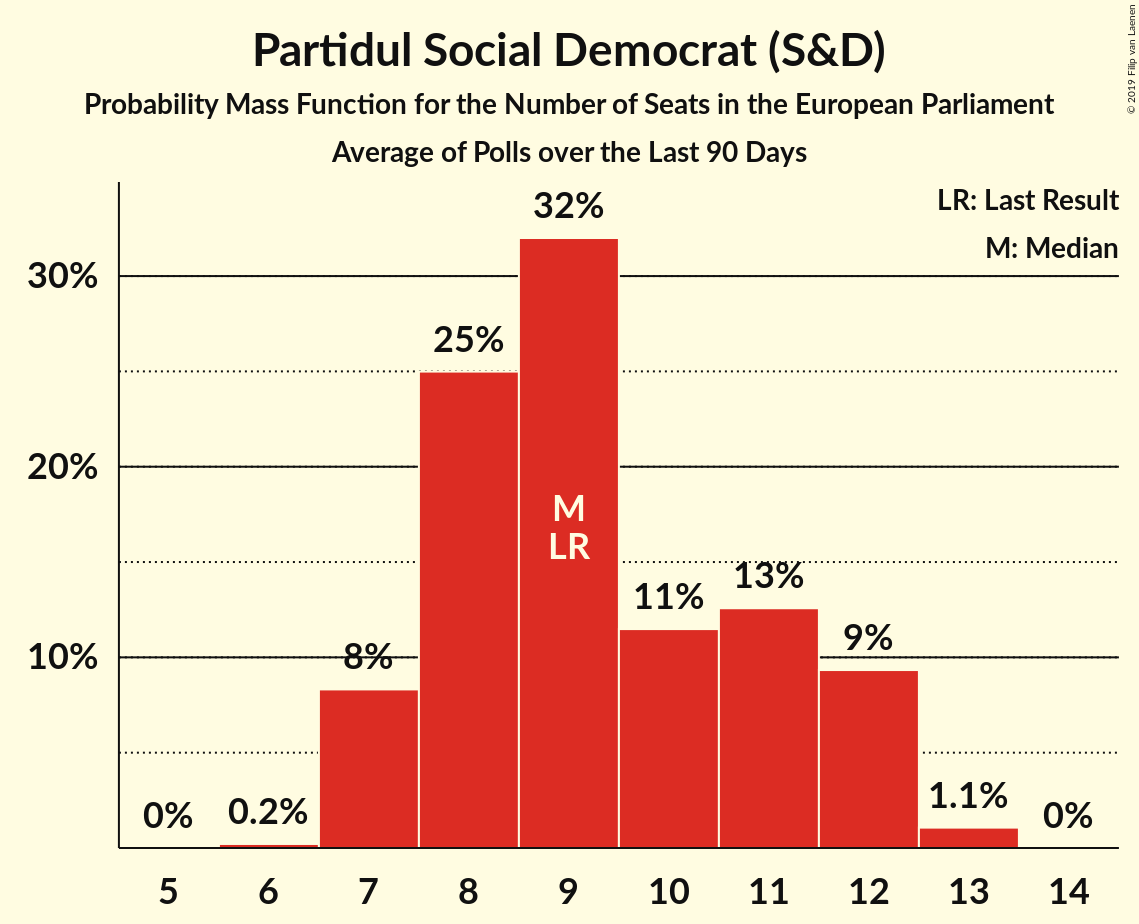 Partidul Social Democrat (S&D)
Probability Mass Function for the Number of Seats in the European Parliament
Average of Polls over the Last 90 Days
© 2019 Filip van Laenen
LR: Last Result
M: Median
32%
30%
25%
20%
M
LR
13%
11%
9%
10%
8%
1.1%
0.2%
0%
0%
5 6 7 8 9 10 11 12 13 14